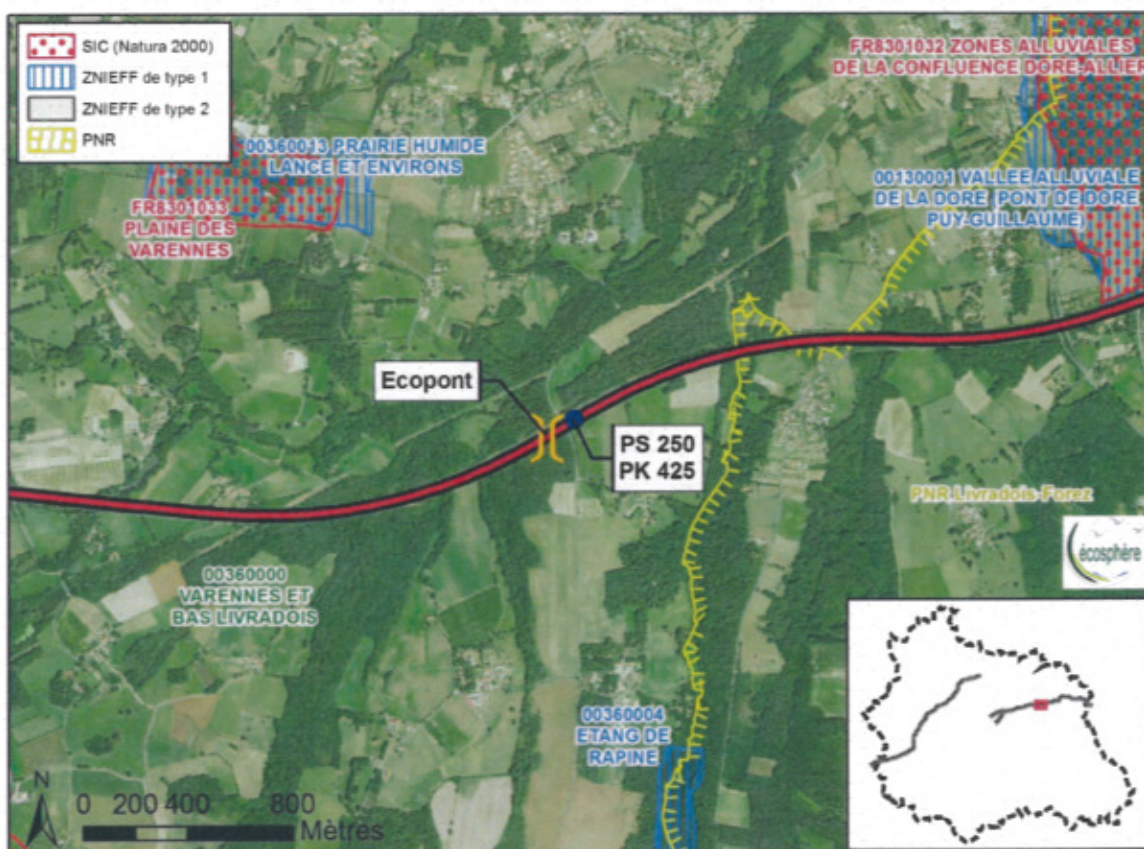 SIC (Natura 2000)
ZNIEFF de type 1
ZNIEFF de type 2
PNR
FR8301032 ZONES ALLUVIALES
DE LA CONFLUENCE DORE-ALLIER
00360013 PRAIRIE HUMIDE
LANCE ET ENVIRONS
00130001 VALLEE ALLUVIALE
DE LA DORE (PONT DE DORE
PUY-GUILLAUME)
FR8301033
PLAINE DES
VARENNES
Ecopont
PS 250
PK 425
PNR Livradois-Forez
écosphère
00360000
VARENNES ET
BAS LIVRADOIS
00360004
ETANG DE
RAPINE
N
0 200 400 800
Mètres